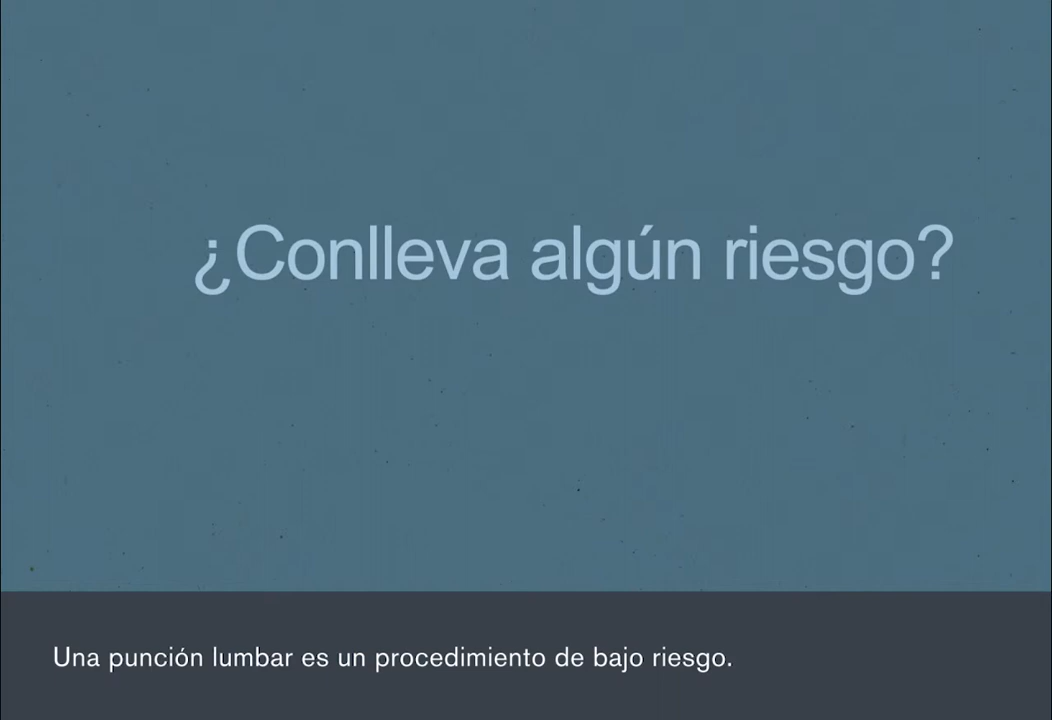 ¿Conlleva algún riesgo?
Una punción lumbar es un procedimiento de bajo riesgo.